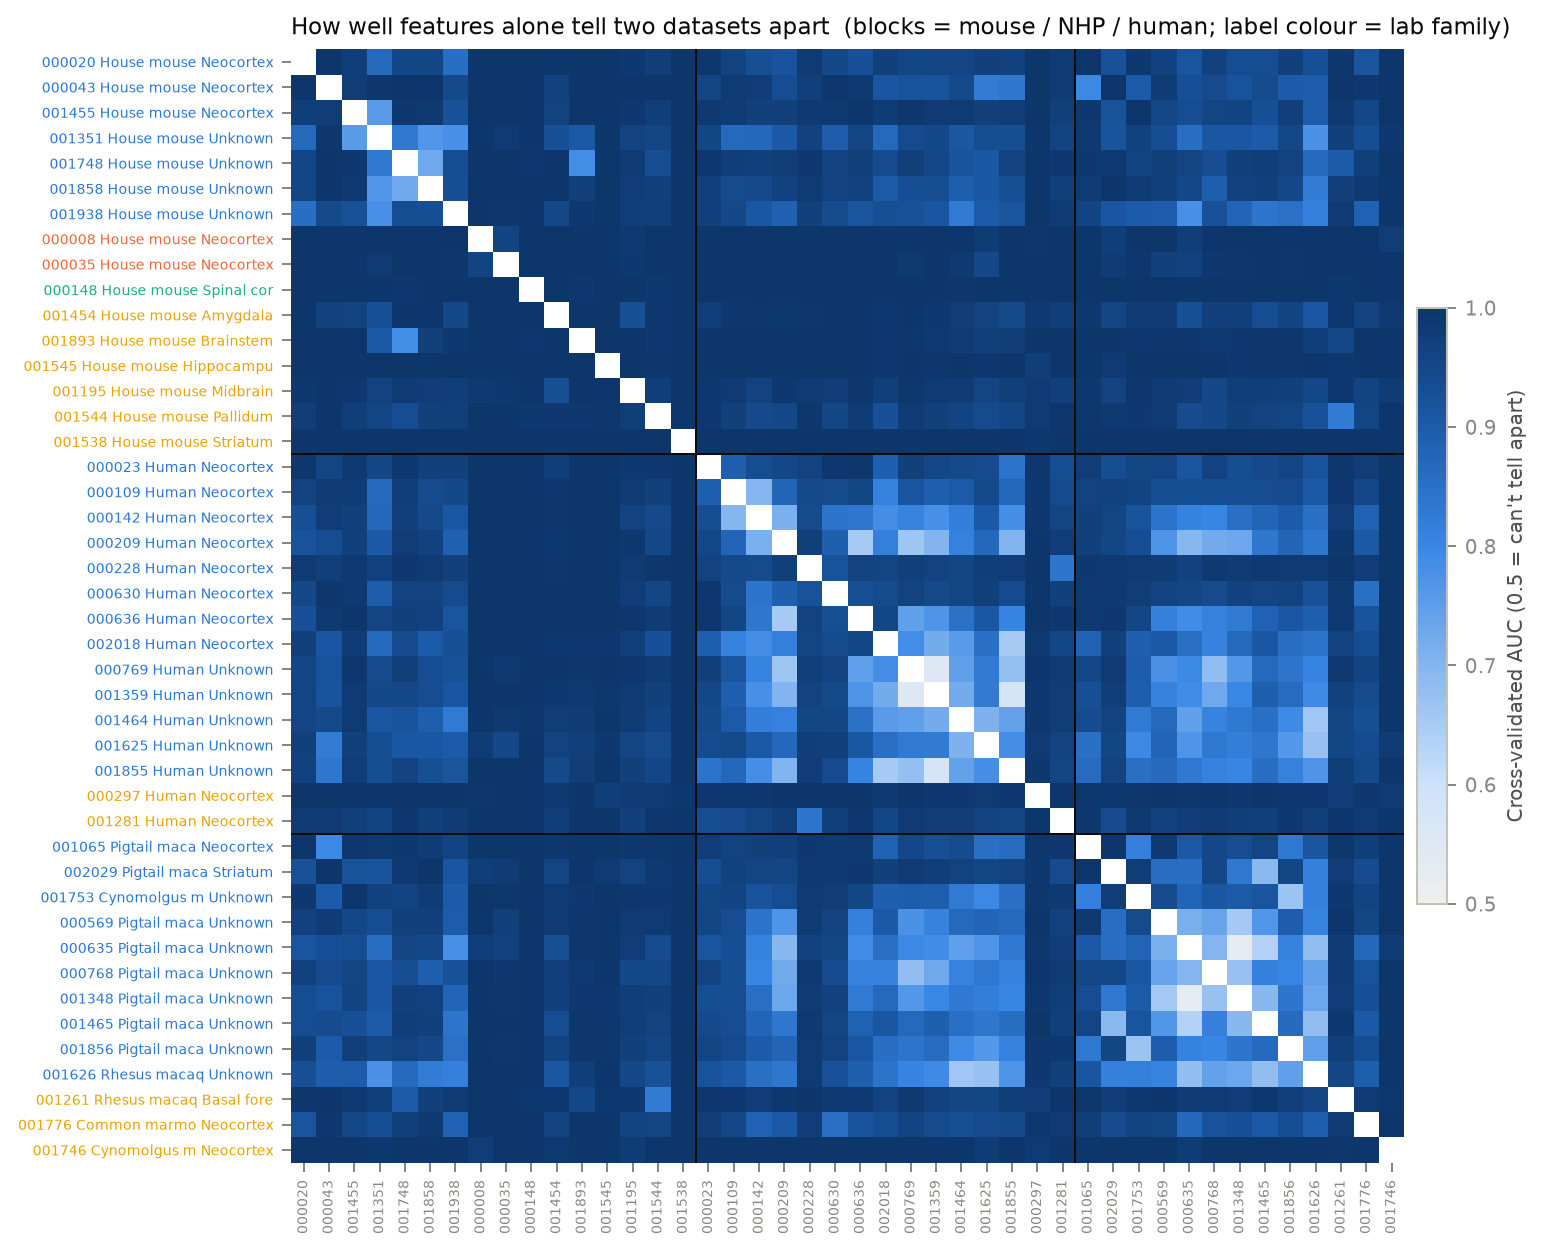 How well features alone tell two datasets apart  (blocks = mouse / NHP / human; label colour = lab family)
000020 House mouse Neocortex
000043 House mouse Neocortex
001455 House mouse Neocortex
001351 House mouse Unknown
001748 House mouse Unknown
001858 House mouse Unknown
001938 House mouse Unknown
000008 House mouse Neocortex
000035 House mouse Neocortex
000148 House mouse Spinal cor
001454 House mouse Amygdala
001893 House mouse Brainstem
001545 House mouse Hippocampu
001195 House mouse Midbrain
001544 House mouse Pallidum
001538 House mouse Striatum
000023 Human Neocortex
000109 Human Neocortex
000142 Human Neocortex
000209 Human Neocortex
000228 Human Neocortex
000630 Human Neocortex
000636 Human Neocortex
002018 Human Neocortex
000769 Human Unknown
001359 Human Unknown
001464 Human Unknown
001625 Human Unknown
001855 Human Unknown
000297 Human Neocortex
001281 Human Neocortex
001065 Pigtail maca Neocortex
002029 Pigtail maca Striatum
001753 Cynomolgus m Unknown
000569 Pigtail maca Unknown
000635 Pigtail maca Unknown
000768 Pigtail maca Unknown
001348 Pigtail maca Unknown
001465 Pigtail maca Unknown
001856 Pigtail maca Unknown
001626 Rhesus macaq Unknown
001261 Rhesus macaq Basal fore
001776 Common marmo Neocortex
001746 Cynomolgus m Neocortex
000020
000043
001455
001351
001748
001858
001938
000008
000035
000148
001454
001893
001545
001195
001544
001538
000023
000109
000142
000209
000228
000630
000636
002018
000769
001359
001464
001625
001855
000297
001281
001065
002029
001753
000569
000635
000768
001348
001465
001856
001626
001261
001776
001746
1.0
0.9
0.8
0.7
0.6
0.5
Cross-validated AUC (0.5 = can't tell apart)